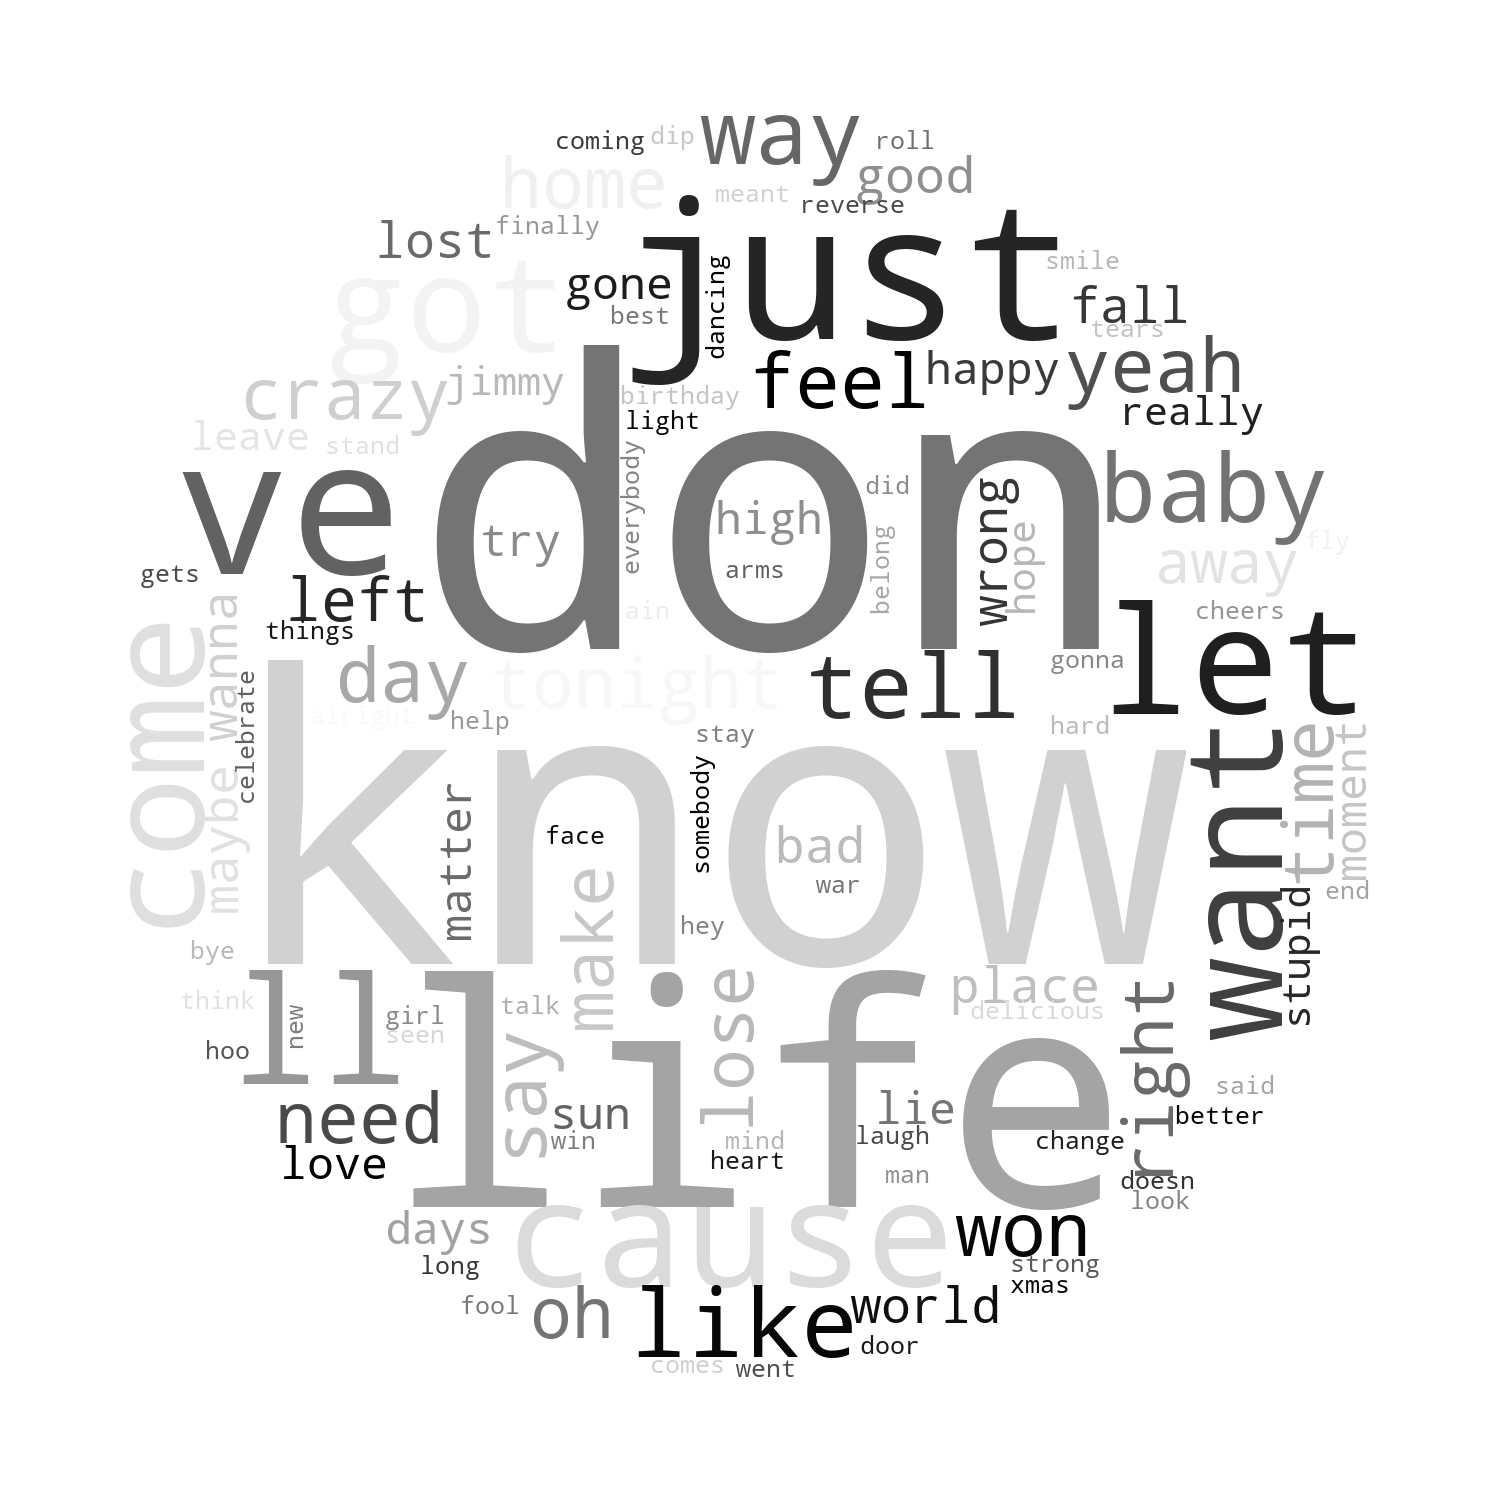 way
coming
dip
roll
home
good
meant
reverse
just
lost
finally
smile
got
gone
dancing
fall
best
tears
yeah
feel
happy
crazy
jimmy
birthday
really
light
leave
stand
don
ve
baby
everybody
did
high
wrong
try
hope
away
fly
belong
arms
gets
left
ain
cheers
let
things
come
wanna
maybe
celebrate
day
tonight
tell
gonna
alright
help
stay
hard
know
want
time
moment
matter
somebody
face
bad
war
make
end
stupid
hey
bye
ll
life
lose
place
right
think
new
girl
seen
talk
delicious
hoo
say
said
need
sun
lie
better
win
mind
laugh
change
love
heart
man
doesn
look
days
cause
won
long
strong
xmas
fool
oh
like
world
door
comes
went